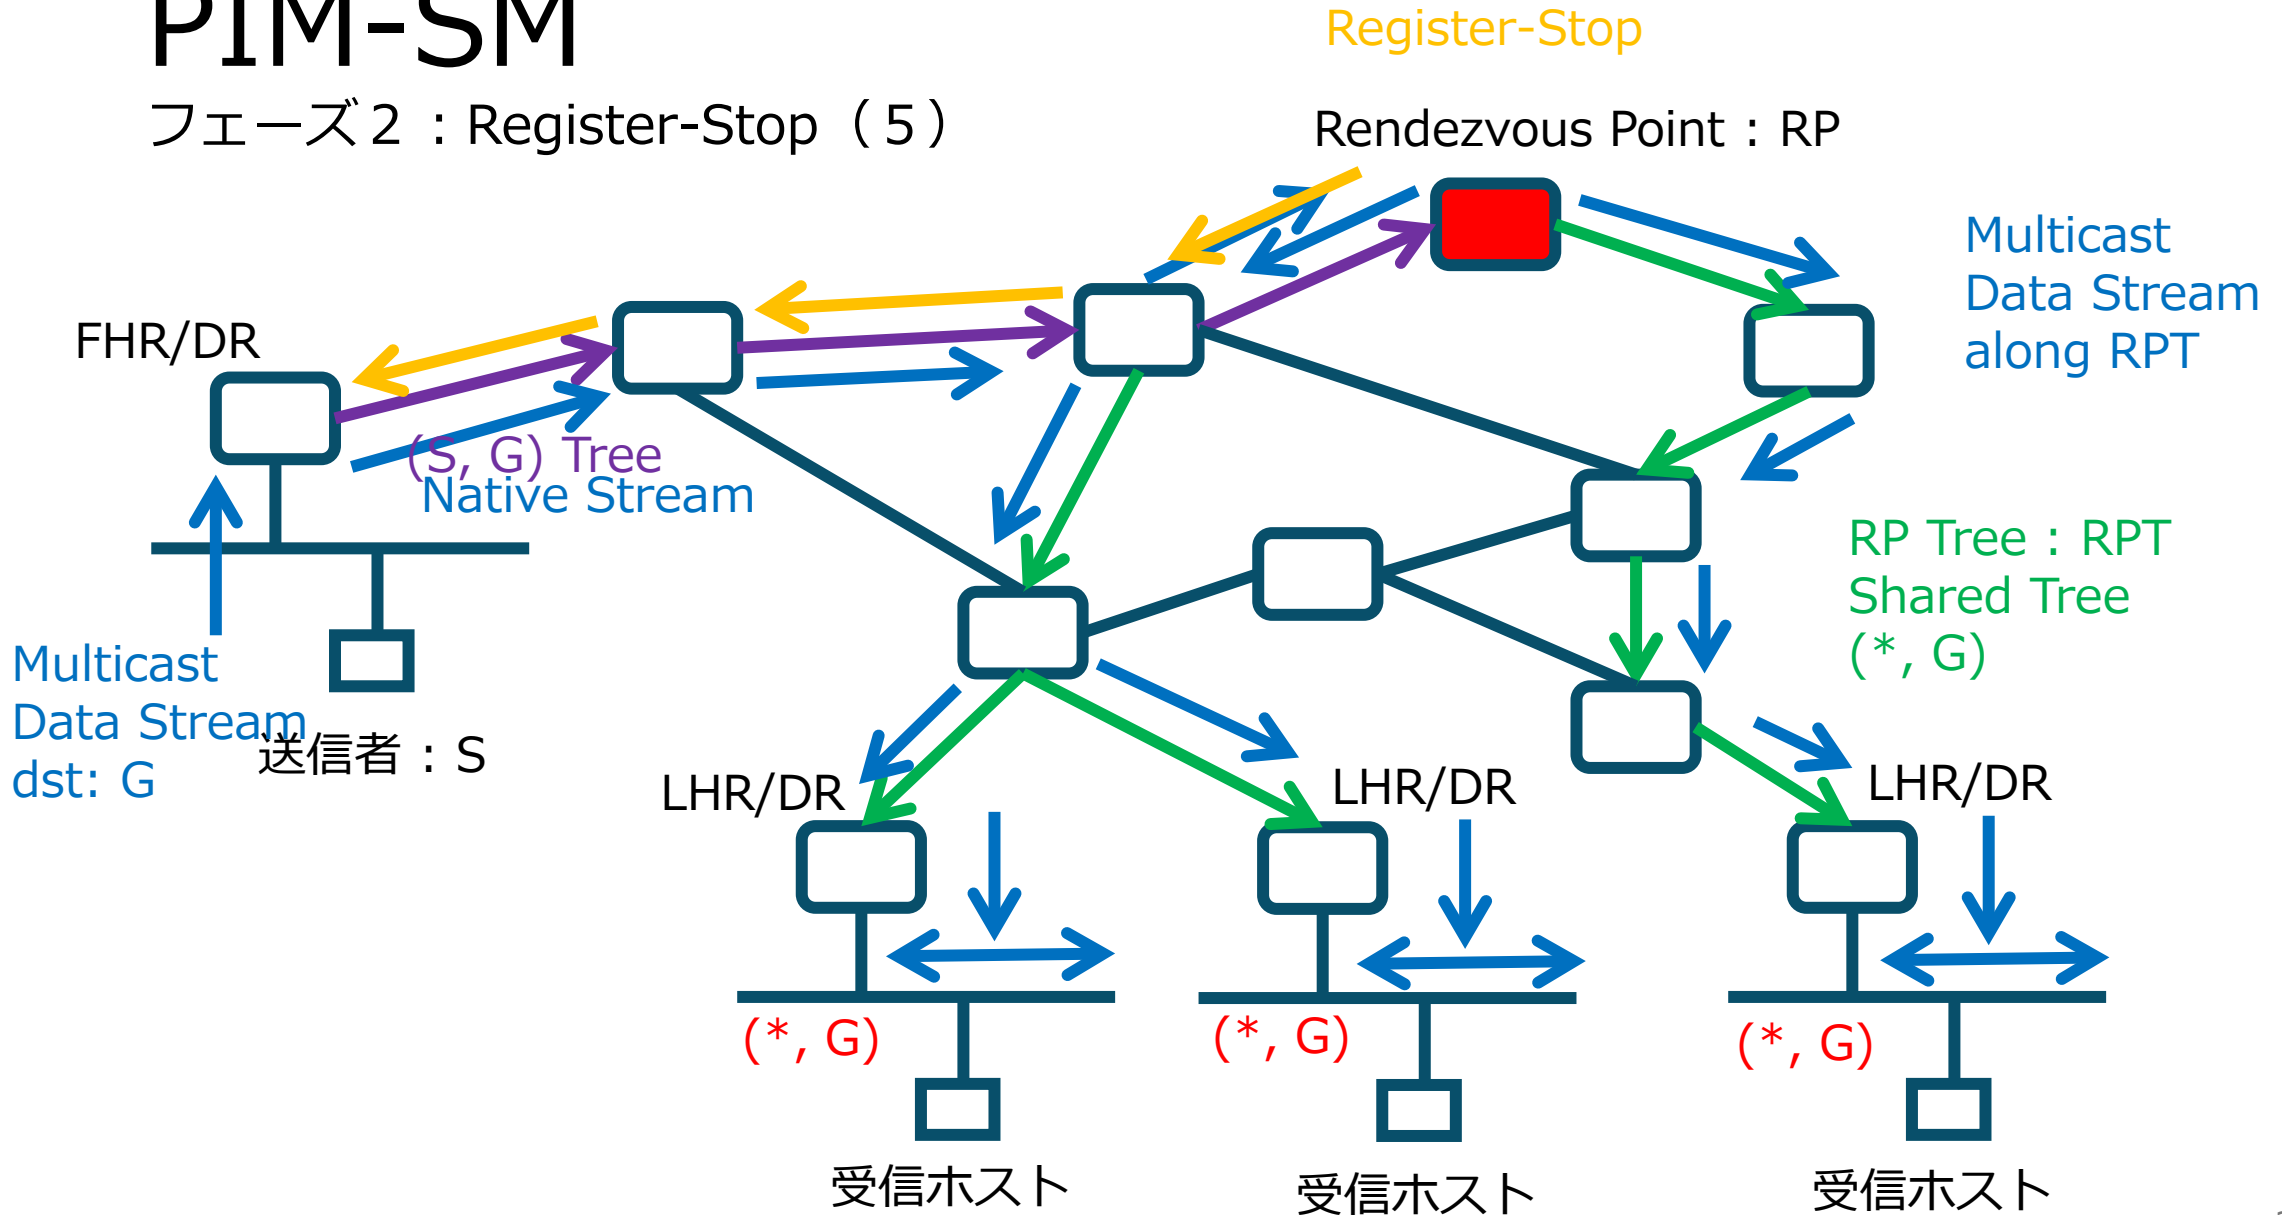 PIM-SM
Register-Stop
フェーズ2：Register-Stop（5）
Rendezvous Point：RP
Multicast
Data Stream
along RPT
FHR/DR
(S, G) Tree
Native Stream
RP Tree：RPT
Shared Tree
(*, G)
Multicast
Data Stream
dst: G
送信者：S
LHR/DR
LHR/DR
LHR/DR
(*, G)
(*, G)
(*, G)
受信ホスト
受信ホスト
受信ホスト